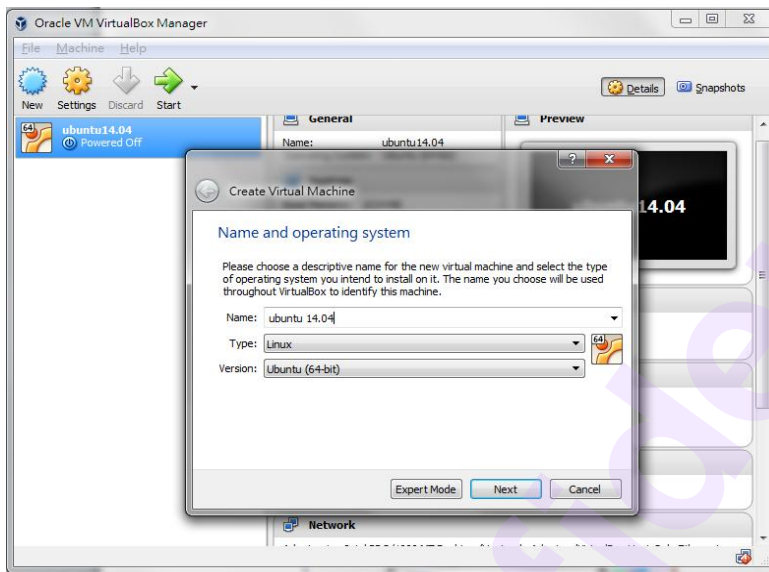 Oracle VM VirtualBox Manager
File Machine Help
New Settings Discard Start
Details Snapshots
64
ubuntu14.04
Powered Off
General
Name: ubuntu14.04
Preview
14.04
Create Virtual Machine
Name and operating system
Please choose a descriptive name for the new virtual machine and select the type
of operating system you intend to install on it. The name you choose will be used
throughout VirtualBox to identify this machine.
Name: ubuntu 14.04
64
Type: Linux
Version: Ubuntu (64-bit)
Expert Mode Next Cancel
Network